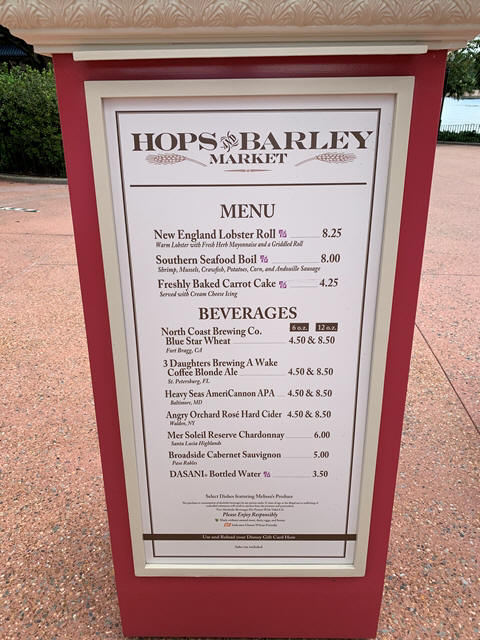 HOPS AND BARLEY
MARKET
MENU
New England Lobster Roll 8.25
Warm Lobster with Fresh Herb Mayonnaise and a Griddled Roll
Southern Seafood Boil 8.00
Shrimp, Mussels, Crawfish, Potatoes, Corn, and Andouille Sausage
Freshly Baked Carrot Cake 4.25
Served with Cream Cheese Icing
BEVERAGES
6 oz. 12 oz.
North Coast Brewing Co.
Blue Star Wheat 4.50 & 8.50
Fort Bragg, CA
3 Daughters Brewing A Wake
Coffee Blonde Ale 4.50 & 8.50
St. Petersburg, FL
Heavy Seas AmeriCannon APA 4.50 & 8.50
Baltimore, MD
Angry Orchard Rosé Hard Cider 4.50 & 8.50
Walden, NY
Mer Soleil Reserve Chardonnay 6.00
Santa Lucia Highlands
Broadside Cabernet Sauvignon 5.00
Paso Robles
DASANI® Bottled Water 3.50
Select Dishes featuring Melissa's Produce
Please Enjoy Responsibly
Use and Reload your Disney Gift Card Here
Sales tax included